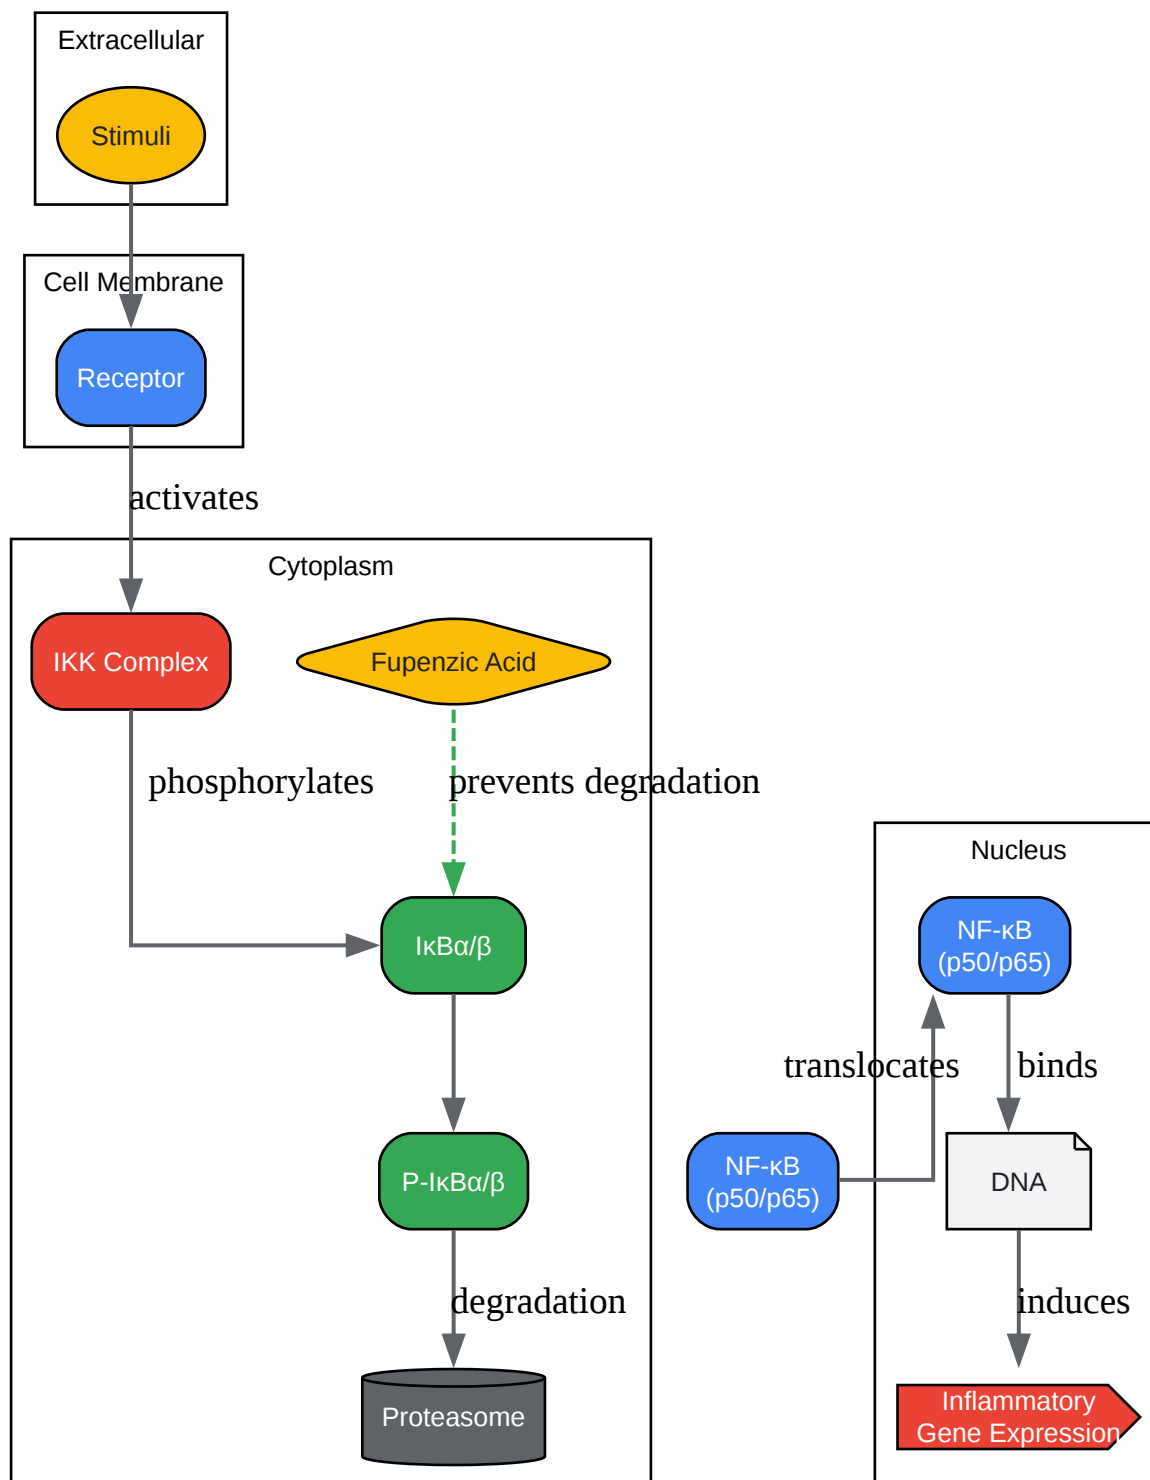 Extracellular
Stimuli
Cell Membrane
Receptor
activates
Cytoplasm
IKK Complex
Fupenzic Acid
phosphorylates
prevents degradation
IκBα/β
P-IκBα/β
degradation
Proteasome
NF-κB
(p50/p65)
translocates
Nucleus
NF-κB
(p50/p65)
binds
DNA
induces
Inflammatory
Gene Expression